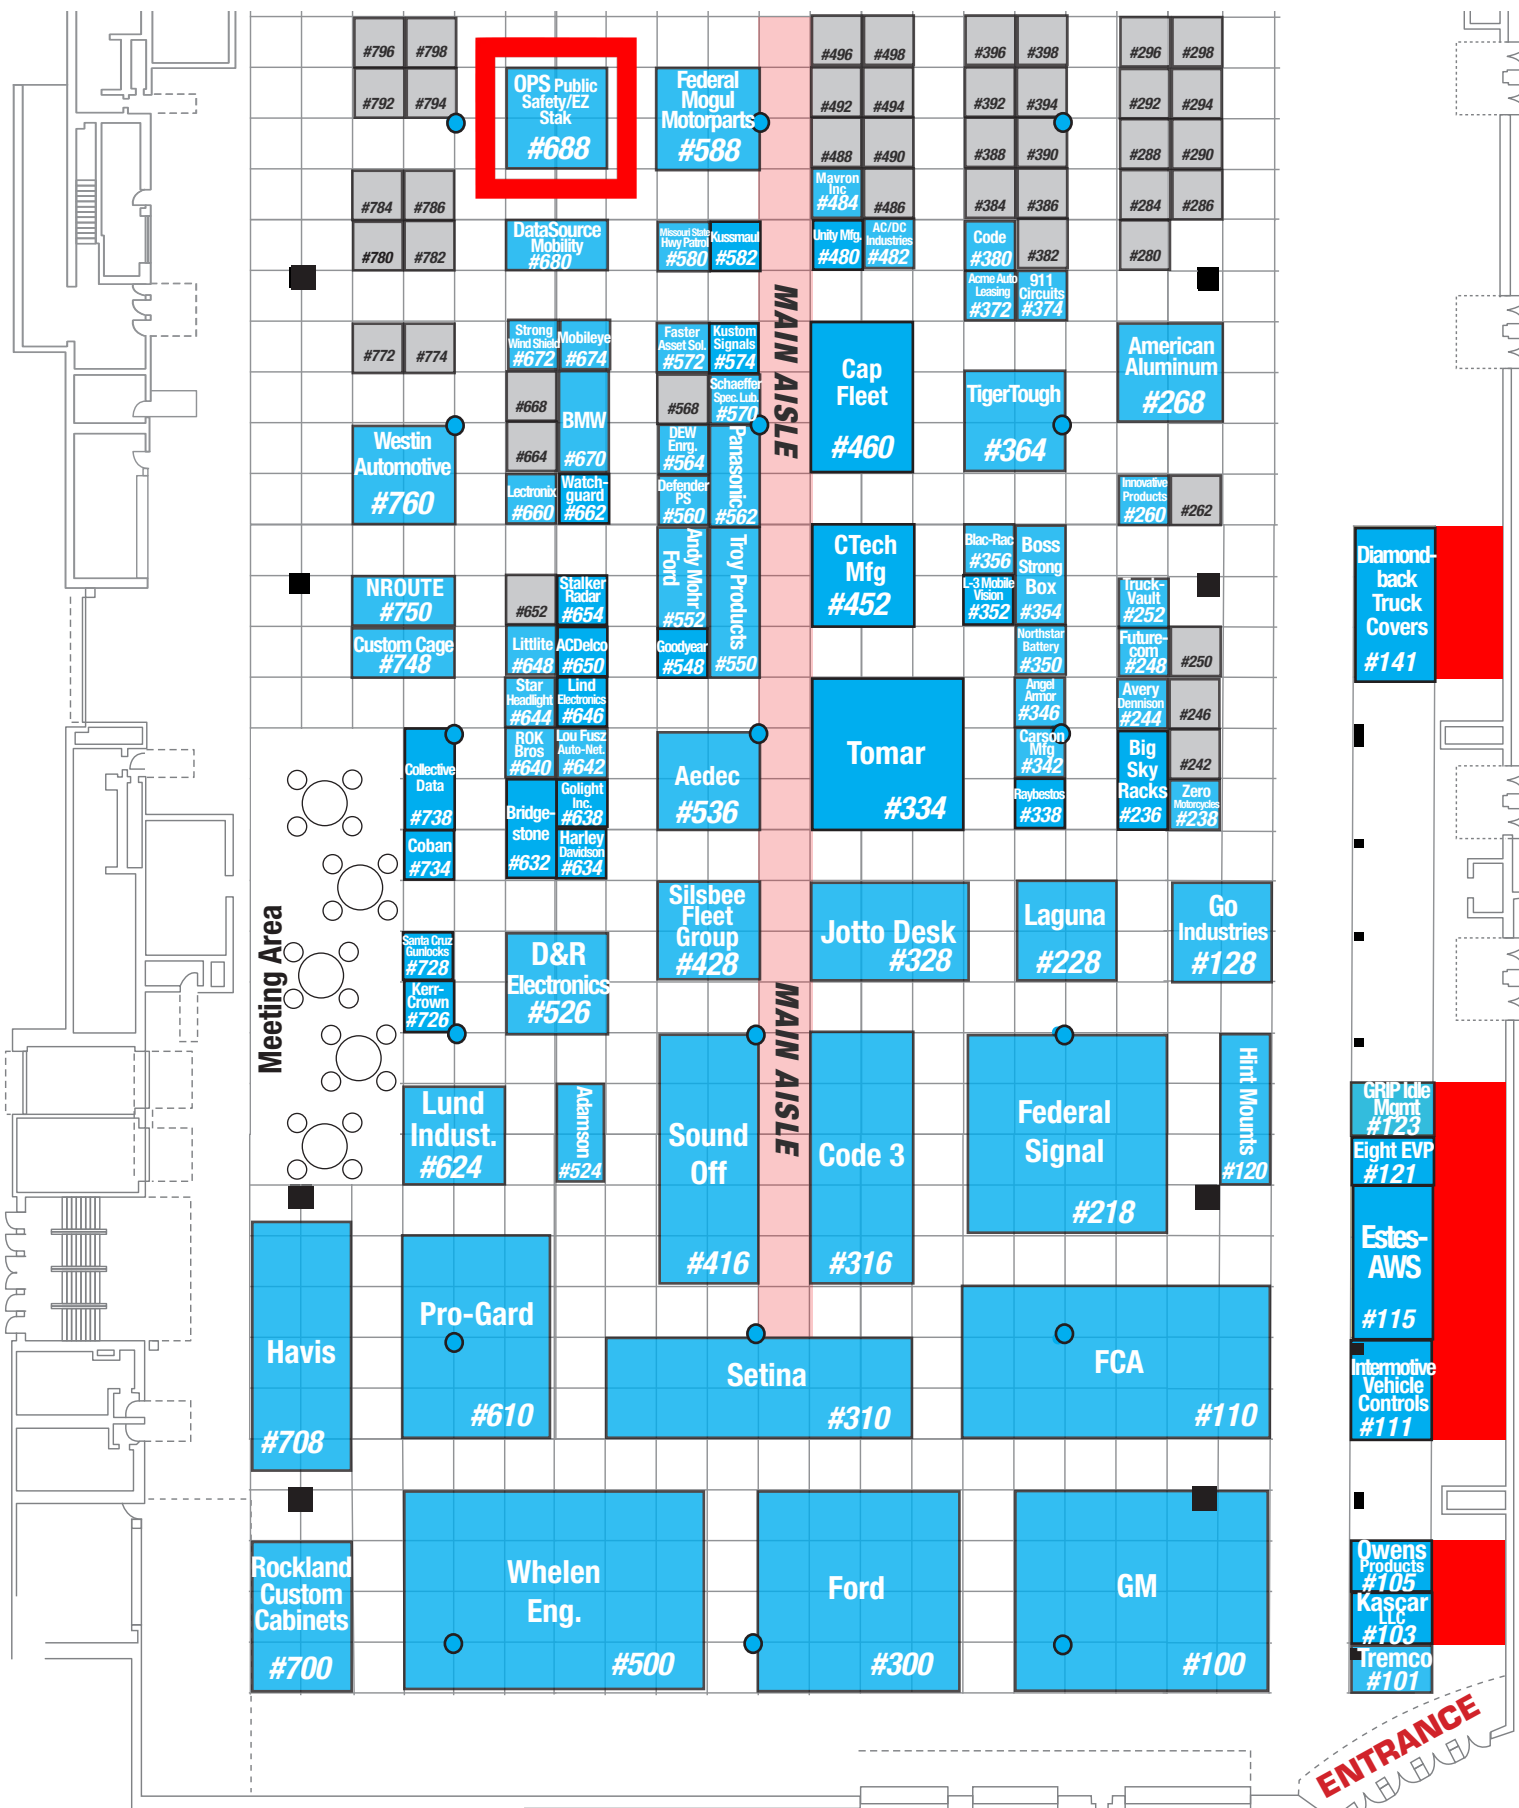 #796
#798
#792
#794
OPS Public
Safety/EZ
Stak
#688
Federal
Mogul
Motorparts
#588
#496
#498
#492
#494
#488
#490
Mavron
Inc
#484
#486
#396
#398
#392
#394
#388
#390
#384
#386
#296
#298
#292
#294
#288
#290
#284
#286
#784
#786
#780
#782
DataSource
Mobility
#680
Missouri State
Hwy Patrol
#580
Kussmaul
#582
Unity Mfg.
#480
AC/DC
Industries
#482
Code
#380
#382
#280
Acme Auto
Leasing
#372
911
Circuits
#374
MAIN AISLE
#772
#774
Strong
Wind Shield
#672
Mobileye
#674
Faster
Asset Sol.
#572
Kustom
Signals
#574
Cap
Fleet
#460
TigerTough
#364
American
Aluminum
#268
#668
BMW
#670
#664
#568
Schaeffer
Spec. Lub.
#570
DEW
Enrg.
#564
Panasonic
#562
Westin
Automotive
#760
Lectronix
#660
Watch-
guard
#662
Defender
PS
#560
Innovative
Products
#260
#262
Andy Mohr
Ford
#552
Troy Products
#550
CTech
Mfg
#452
Blac-Rac
#356
Boss
Strong
Box
#354
L-3 Mobile
Vision
#352
Diamond-
back
Truck
Covers
#141
NROUTE
#750
#652
Stalker
Radar
#654
Truck-
Vault
#252
Custom Cage
#748
Littlite
#648
ACDelco
#650
Goodyear
#548
Northstar
Battery
#350
Future-
com
#248
#250
Star
Headlight
#644
Lind
Electronics
#646
Tomar
#334
Angel
Armor
#346
Avery
Dennison
#244
#246
ROK
Bros
#640
Lou Fusz
Auto-Net.
#642
Aedec
#536
Carson
Mfg
#342
Big
Sky
Racks
#236
#242
Collective
Data
#738
Bridge-
stone
#632
Golight
Inc.
#638
Raybestos
#338
Zero
Motorcycles
#238
Coban
#734
Harley
Davidson
#634
Meeting Area
Silsbee
Fleet
Group
#428
Jotto Desk
#328
Laguna
#228
Go
Industries
#128
Santa Cruz
Gunlocks
#728
D&R
Electronics
#526
Kerr-
Crown
#726
MAIN AISLE
Lund
Indust.
#624
Adamson
#524
Sound
Off
#416
Code 3
#316
Federal
Signal
#218
Hint Mounts
#120
GRIP Idle
Mgmt
#123
Eight EVP
#121
Estes-
AWS
#115
Havis
#708
Pro-Gard
#610
Setina
#310
FCA
#110
Intermotive
Vehicle
Controls
#111
Rockland
Custom
Cabinets
#700
Whelen
Eng.
#500
Ford
#300
GM
#100
Owens
Products
#105
Kascar
LLC
#103
Tremco
#101
ENTRANCE